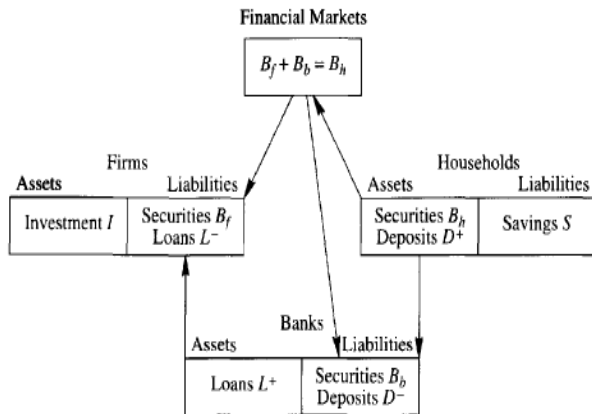 Financial Markets
B_f + B_b = B_h
Firms
Households
Assets
Liabilities
Assets
Liabilities
Investment I
Securities B_f
Loans L⁻
Securities B_h
Deposits D⁺
Savings S
Banks
Assets
Liabilities
Loans L⁺
Securities B_b
Deposits D⁻